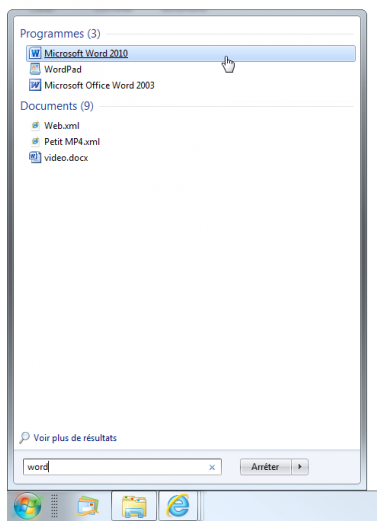 Programmes (3)
Microsoft Word 2010
WordPad
Microsoft Office Word 2003
Documents (9)
Web.xml
Petit MP4.xml
video.docx
Voir plus de résultats
word
Arrêter